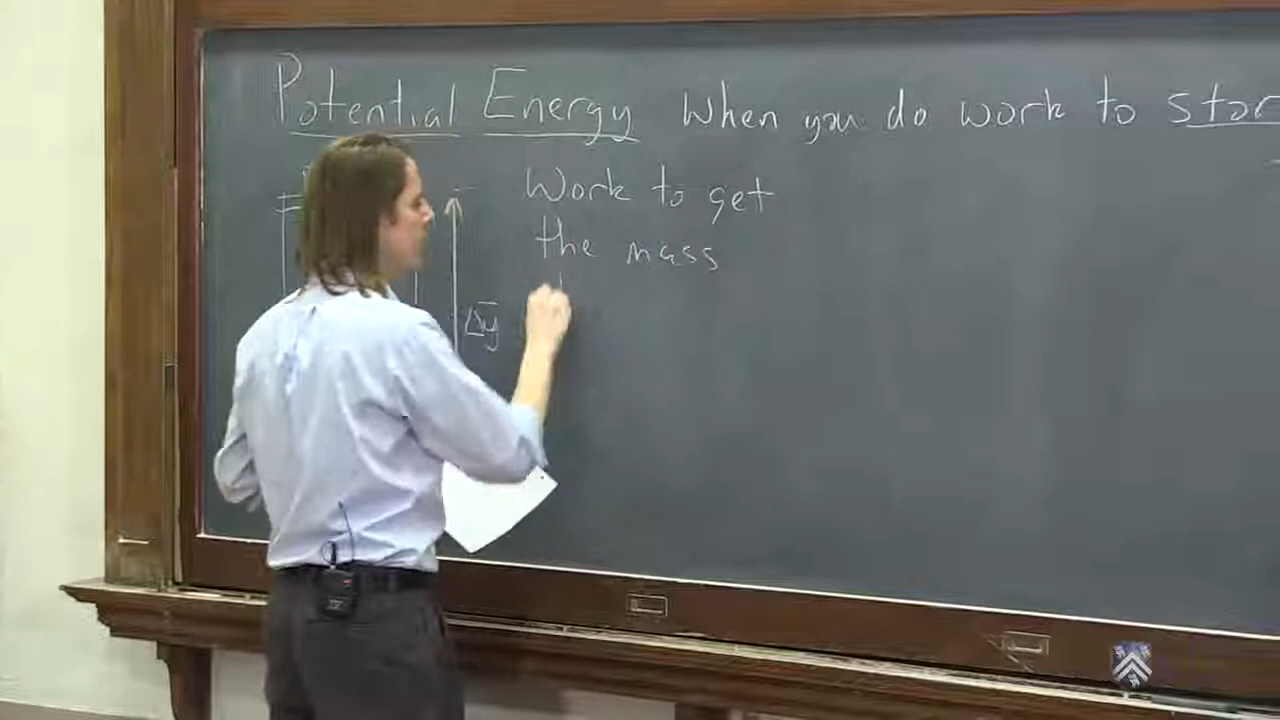 Potential Energy When you do work to stor
Work to get
the mass
Δy